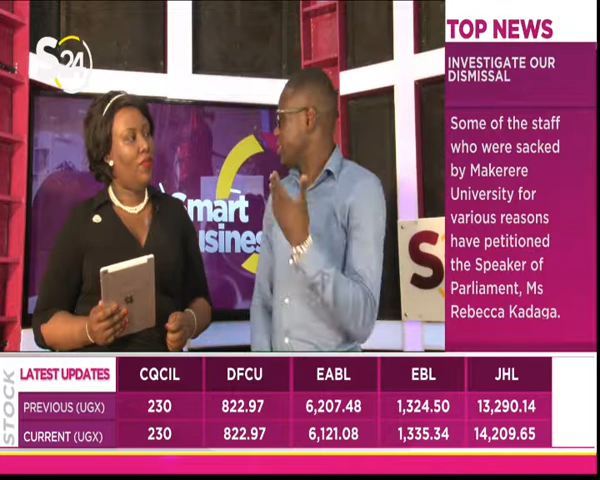 S24
TOP NEWS
INVESTIGATE OUR
DISMISSAL
Some of the staff
who were sacked
by Makerere
University for
various reasons
have petitioned
the Speaker of
Parliament, Ms
Rebecca Kadaga.
Smart
usines
S
STOCK
LATEST UPDATES CQCIL DFCU EABL EBL JHL
PREVIOUS (UGX) 230 822.97 6,207.48 1,324.50 13,290.14
CURRENT (UGX) 230 822.97 6,121.08 1,335.34 14,209.65